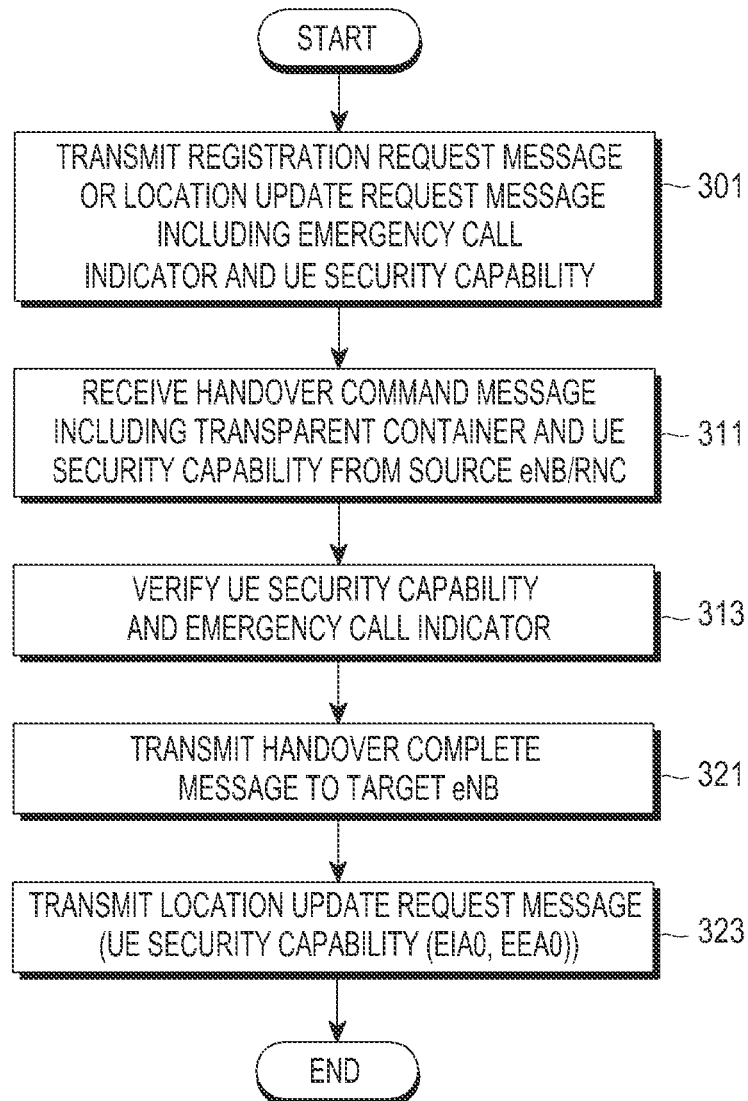 START
TRANSMIT REGISTRATION REQUEST MESSAGE
OR LOCATION UPDATE REQUEST MESSAGE
INCLUDING EMERGENCY CALL
INDICATOR AND UE SECURITY CAPABILITY
301
RECEIVE HANDOVER COMMAND MESSAGE
INCLUDING TRANSPARENT CONTAINER AND UE
SECURITY CAPABILITY FROM SOURCE eNB/RNC
311
VERIFY UE SECURITY CAPABILITY
AND EMERGENCY CALL INDICATOR
313
TRANSMIT HANDOVER COMPLETE
MESSAGE TO TARGET eNB
321
TRANSMIT LOCATION UPDATE REQUEST MESSAGE
(UE SECURITY CAPABILITY (EIA0, EEA0))
323
END